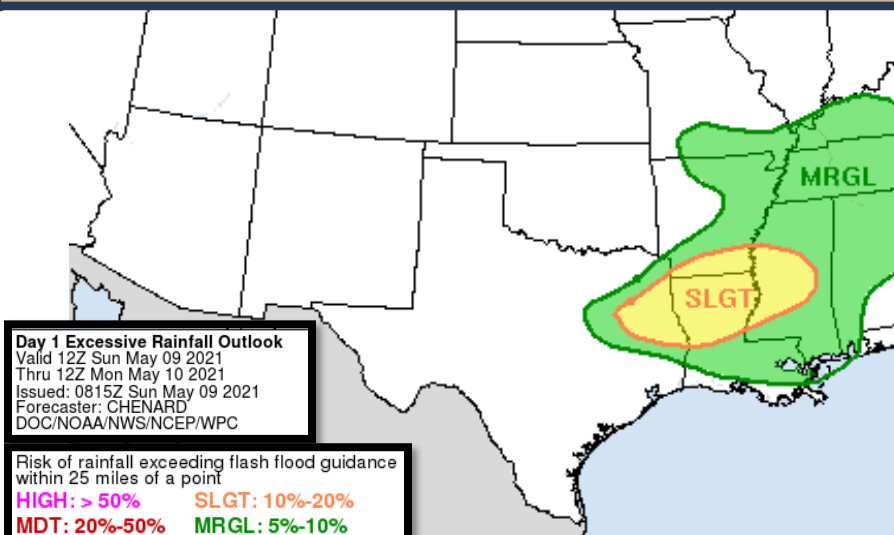 MRGL
SLGT
Day 1 Excessive Rainfall Outlook
Valid 12Z Sun May 09 2021
Thru 12Z Mon May 10 2021
Issued: 0815Z Sun May 09 2021
Forecaster: CHENARD
DOC/NOAA/NWS/NCEP/WPC
Risk of rainfall exceeding flash flood guidance
within 25 miles of a point
HIGH: > 50% SLGT: 10%-20%
MDT: 20%-50% MRGL: 5%-10%